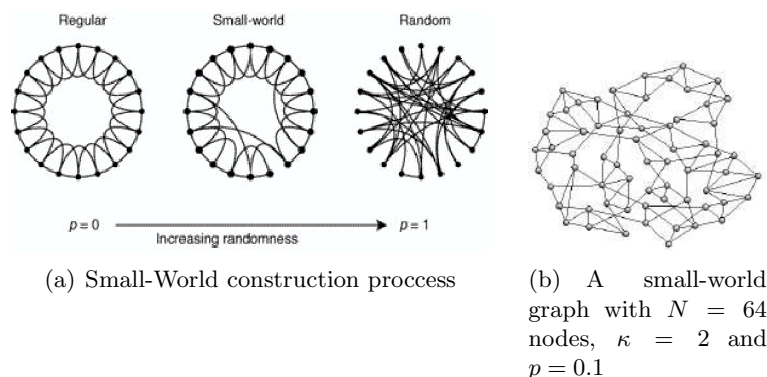 Regular Small-world Random
p = 0 p = 1
Increasing randomness
(a) Small-World construction proccess
(b) A small-world
graph with N = 64
nodes, κ = 2 and
p = 0.1